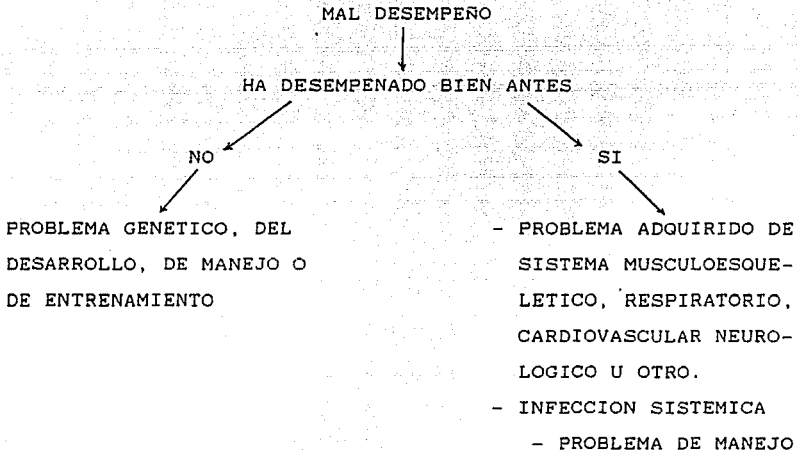 MAL DESEMPEÑO
HA DESEMPENADO BIEN ANTES
NO
SI
PROBLEMA GENETICO, DEL
DESARROLLO, DE MANEJO O
DE ENTRENAMIENTO
- PROBLEMA ADQUIRIDO DE
SISTEMA MUSCULOESQUE-
LETICO, RESPIRATORIO,
CARDIOVASCULAR NEURO-
LOGICO U OTRO.
- INFECCION SISTEMICA
- PROBLEMA DE MANEJO